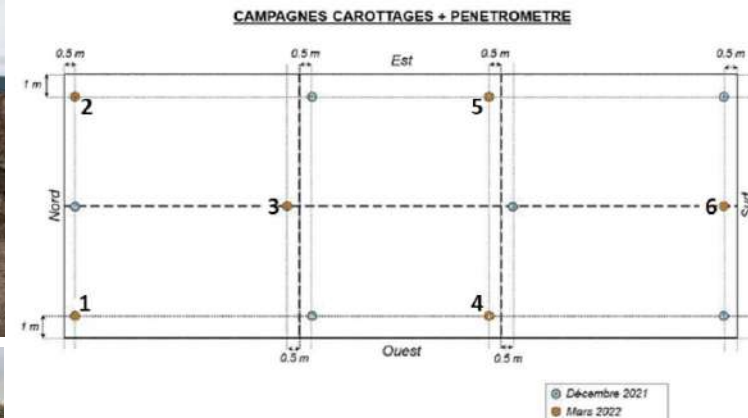 CAMPAGNES CAROTTAGES + PENETROMETRE
0.5 m 0.5 m Est 0.5 m 0.5 m
1 m
2 5
Nord 3 6 Sud
1 4
1 m
0.5 m Ouest 0.5 m
Décembre 2021
Mars 2022